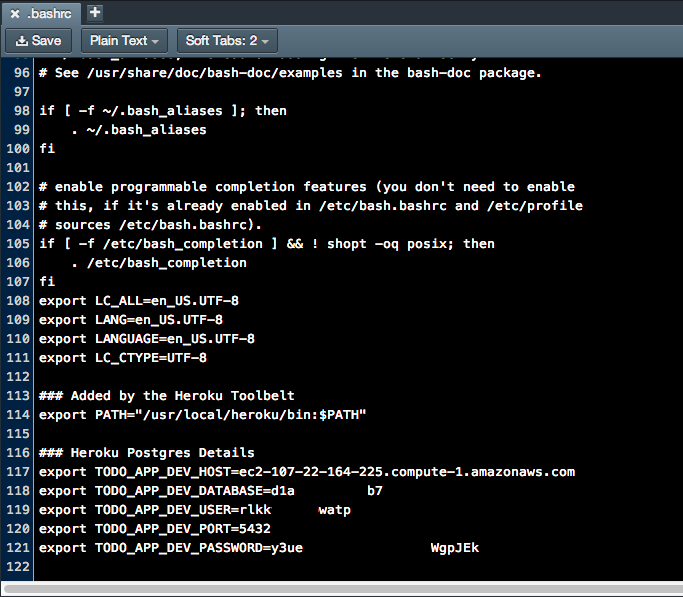 × .bashrc +
Save Plain Text Soft Tabs: 2
96 # See /usr/share/doc/bash-doc/examples in the bash-doc package.
97
98 if [ -f ~/.bash_aliases ]; then
99 . ~/.bash_aliases
100 fi
101
102 # enable programmable completion features (you don't need to enable
103 # this, if it's already enabled in /etc/bash.bashrc and /etc/profile
104 # sources /etc/bash.bashrc).
105 if [ -f /etc/bash_completion ] && ! shopt -oq posix; then
106 . /etc/bash_completion
107 fi
108 export LC_ALL=en_US.UTF-8
109 export LANG=en_US.UTF-8
110 export LANGUAGE=en_US.UTF-8
111 export LC_CTYPE=UTF-8
112
113 ### Added by the Heroku Toolbelt
114 export PATH="/usr/local/heroku/bin:$PATH"
115
116 ### Heroku Postgres Details
117 export TODO_APP_DEV_HOST=ec2-107-22-164-225.compute-1.amazonaws.com
118 export TODO_APP_DEV_DATABASE=d1a b7
119 export TODO_APP_DEV_USER=rlkk watp
120 export TODO_APP_DEV_PORT=5432
121 export TODO_APP_DEV_PASSWORD=y3ue WgpJEk
122